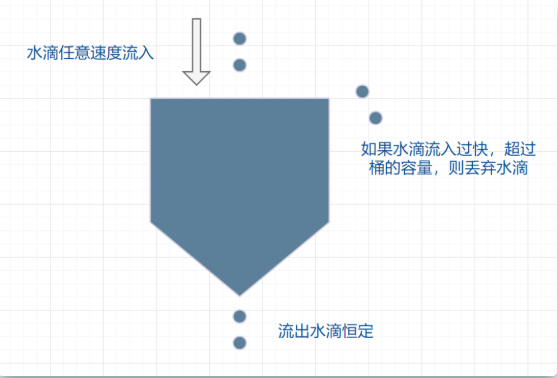 水滴任意速度流入
如果水滴流入过快，超过
桶的容量，则丢弃水滴
流出水滴恒定